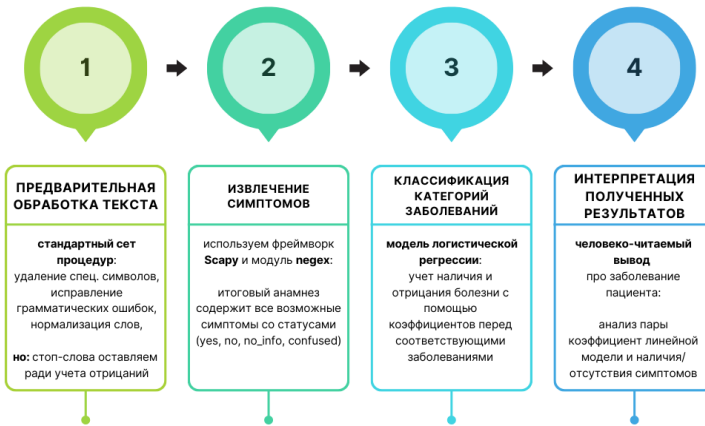 1
2
3
4
ПРЕДВАРИТЕЛЬНАЯ
ОБРАБОТКА ТЕКСТА
стандартный сет
процедур:
удаление спец. символов,
исправление
грамматических ошибок,
нормализация слов,
но: стоп-слова оставляем
ради учета отрицаний
ИЗВЛЕЧЕНИЕ
СИМПТОМОВ
используем фреймворк
Scapy и модуль negex:
итоговый анамнез
содержит все возможные
симптомы со статусами
(yes, no, no_info, confused)
КЛАССИФИКАЦИЯ
КАТЕГОРИЙ
ЗАБОЛЕВАНИЙ
модель логистической
регрессии:
учет наличия и
отрицания болезни с
помощью
коэффициентов перед
соответствующими
заболеваниями
ИНТЕРПРЕТАЦИЯ
ПОЛУЧЕННЫХ
РЕЗУЛЬТАТОВ
человеко-читаемый
вывод
про заболевание
пациента:
анализ пары
коэффициент линейной
модели и наличия/
отсутствия симптомов